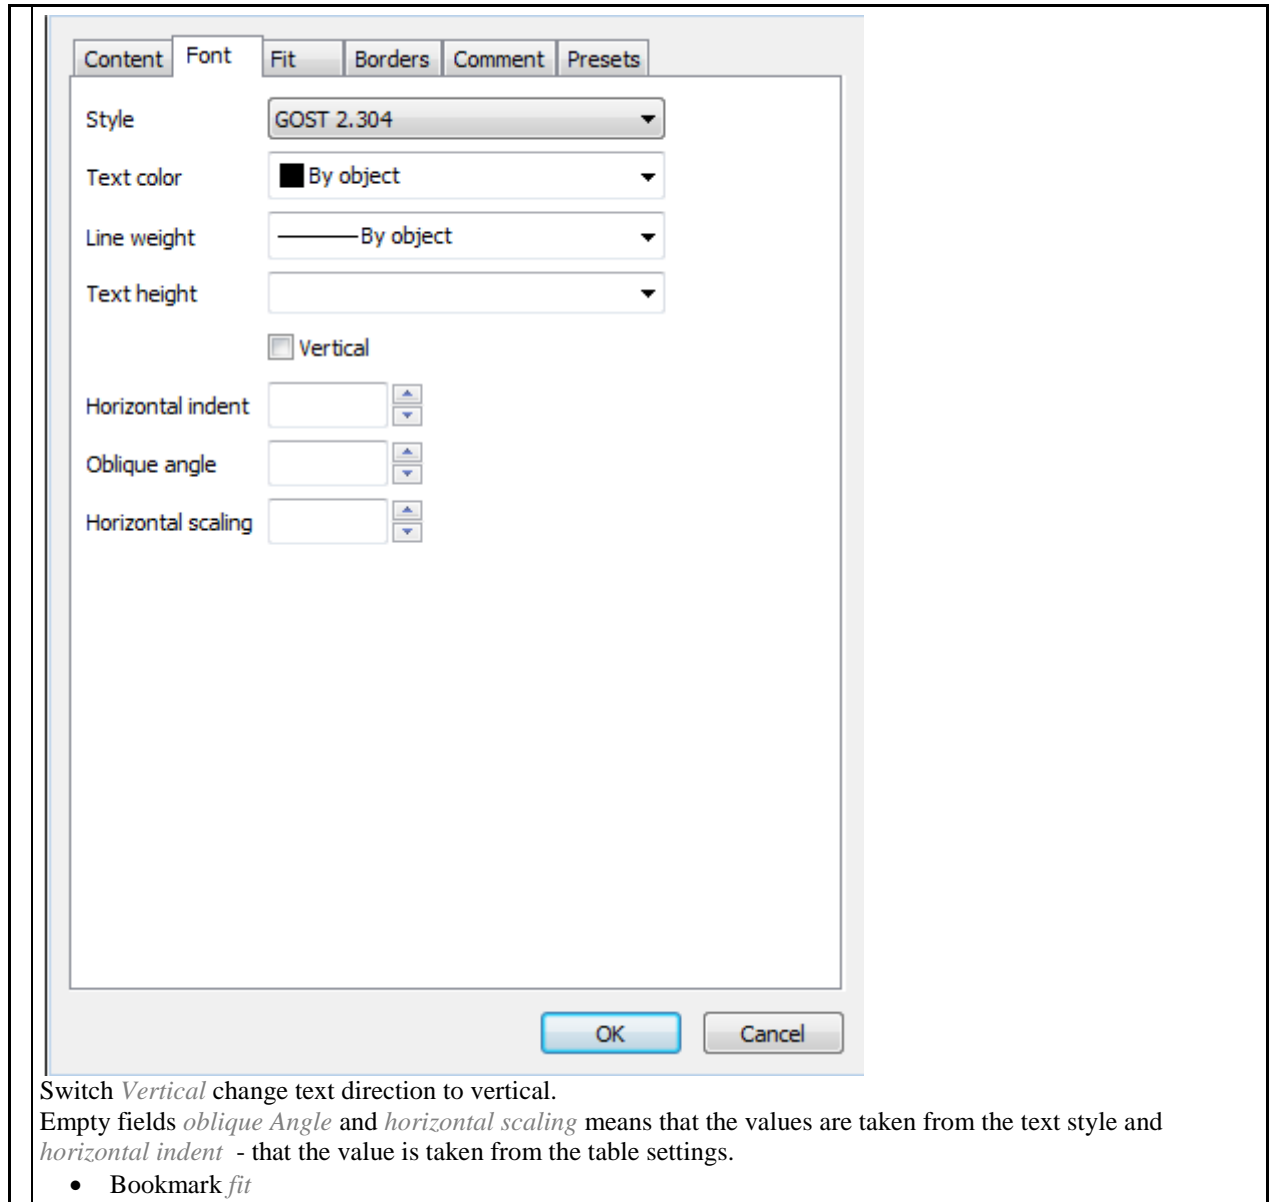 Content Font Fit Borders Comment Presets
Style GOST 2.304
Text color By object
Line weight By object
Text height
Vertical
Horizontal indent
Oblique angle
Horizontal scaling
OK Cancel
Switch Vertical change text direction to vertical.
Empty fields oblique Angle and horizontal scaling means that the values are taken from the text style and
horizontal indent - that the value is taken from the table settings.
• Bookmark fit